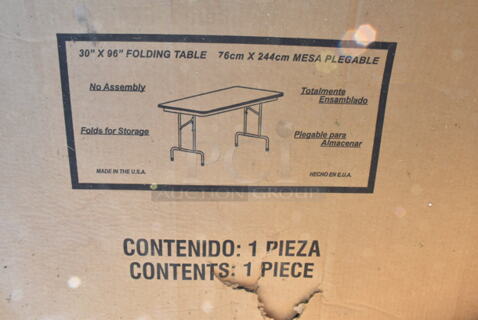 30" X 96" FOLDING TABLE 76cm X 244cm MESA PLEGABLE
No Assembly
Totalmente
Ensamblado
Folds for Storage
Plegable para
Almacenar
MADE IN THE U.S.A.
HECHO EN E.U.A.
AUCTION GROUP
CONTENIDO: 1 PIEZA
CONTENTS: 1 PIECE